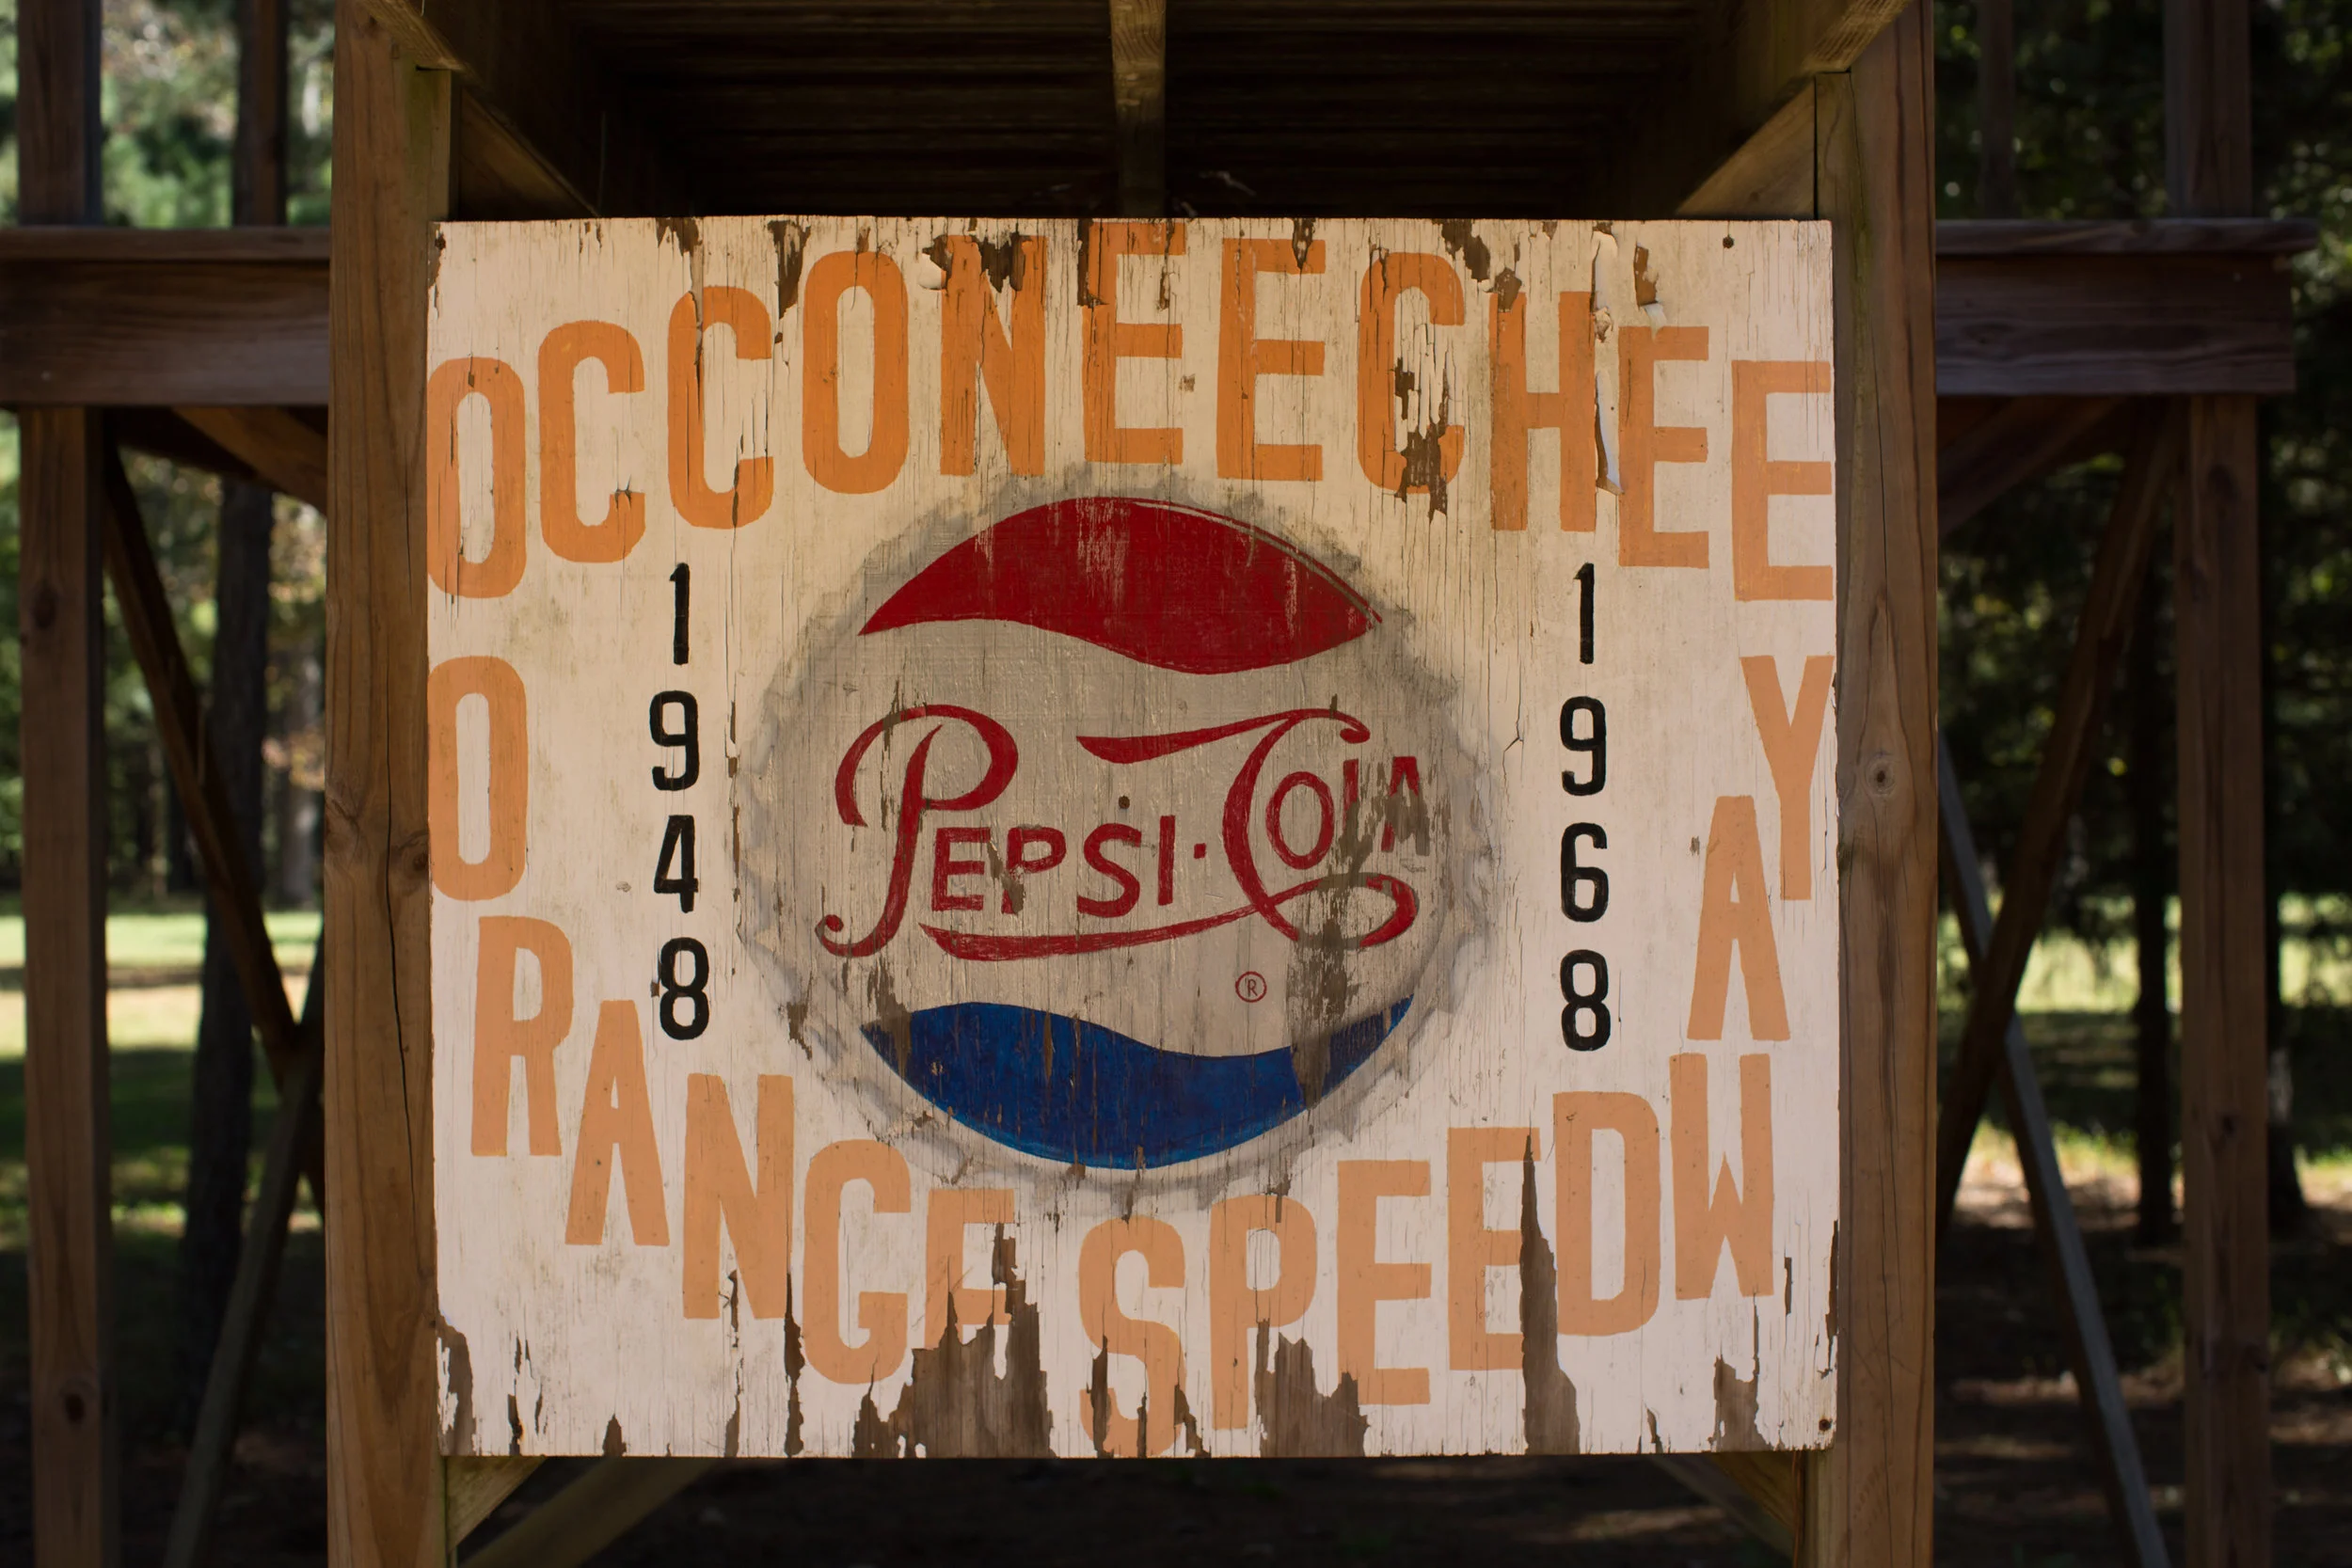 OCCONEECHEE
1948
PEPSI·COLA
®
1968
ORANGE SPEEDWAY